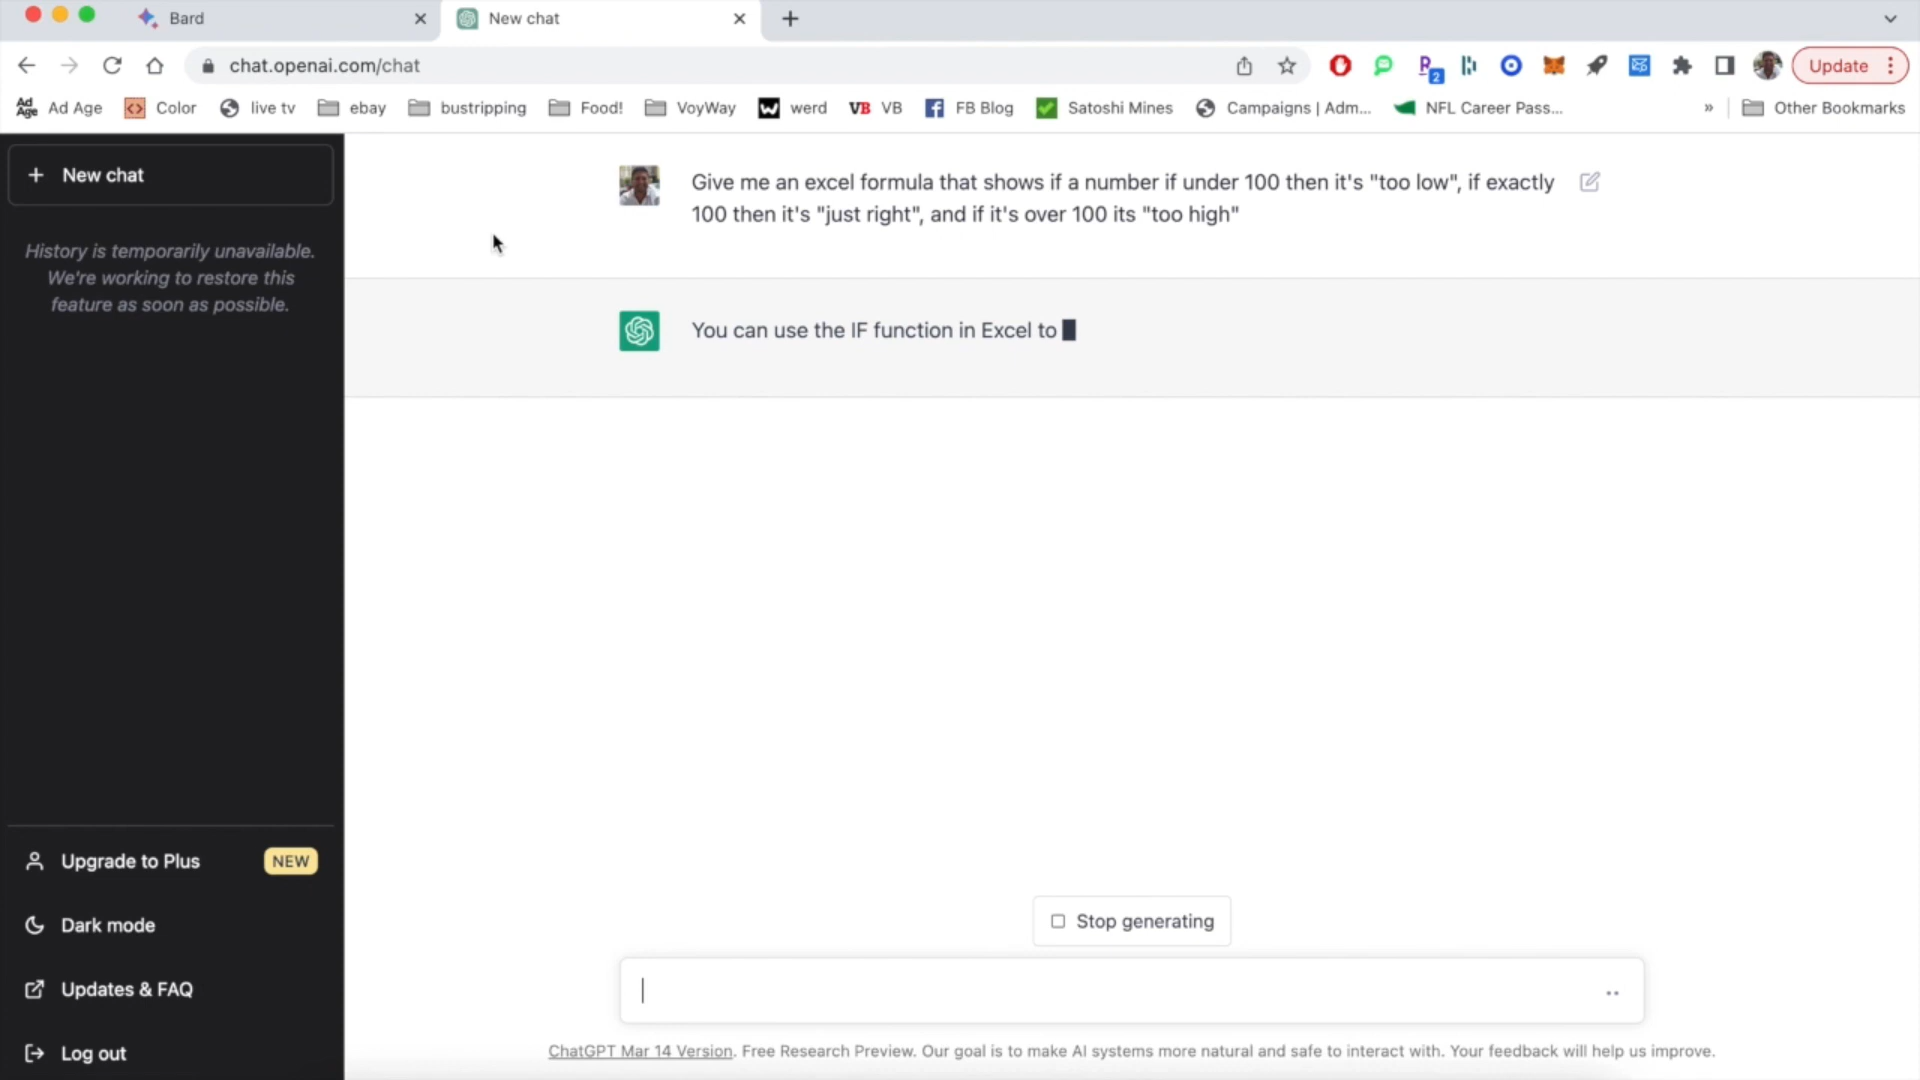 Bard
New chat
chat.openai.com/chat
2
Update
Ad Age Ad Age
Color
live tv
ebay
bustripping
Food!
VoyWay
werd
VB VB
FB Blog
Satoshi Mines
Campaigns | Adm...
NFL Career Pass...
»
Other Bookmarks
+ New chat
History is temporarily unavailable.
We're working to restore this
feature as soon as possible.
Give me an excel formula that shows if a number if under 100 then it's "too low", if exactly
100 then it's "just right", and if it's over 100 its "too high"
You can use the IF function in Excel to
Stop generating
Upgrade to Plus NEW
Dark mode
Updates & FAQ
Log out
ChatGPT Mar 14 Version. Free Research Preview. Our goal is to make AI systems more natural and safe to interact with. Your feedback will help us improve.